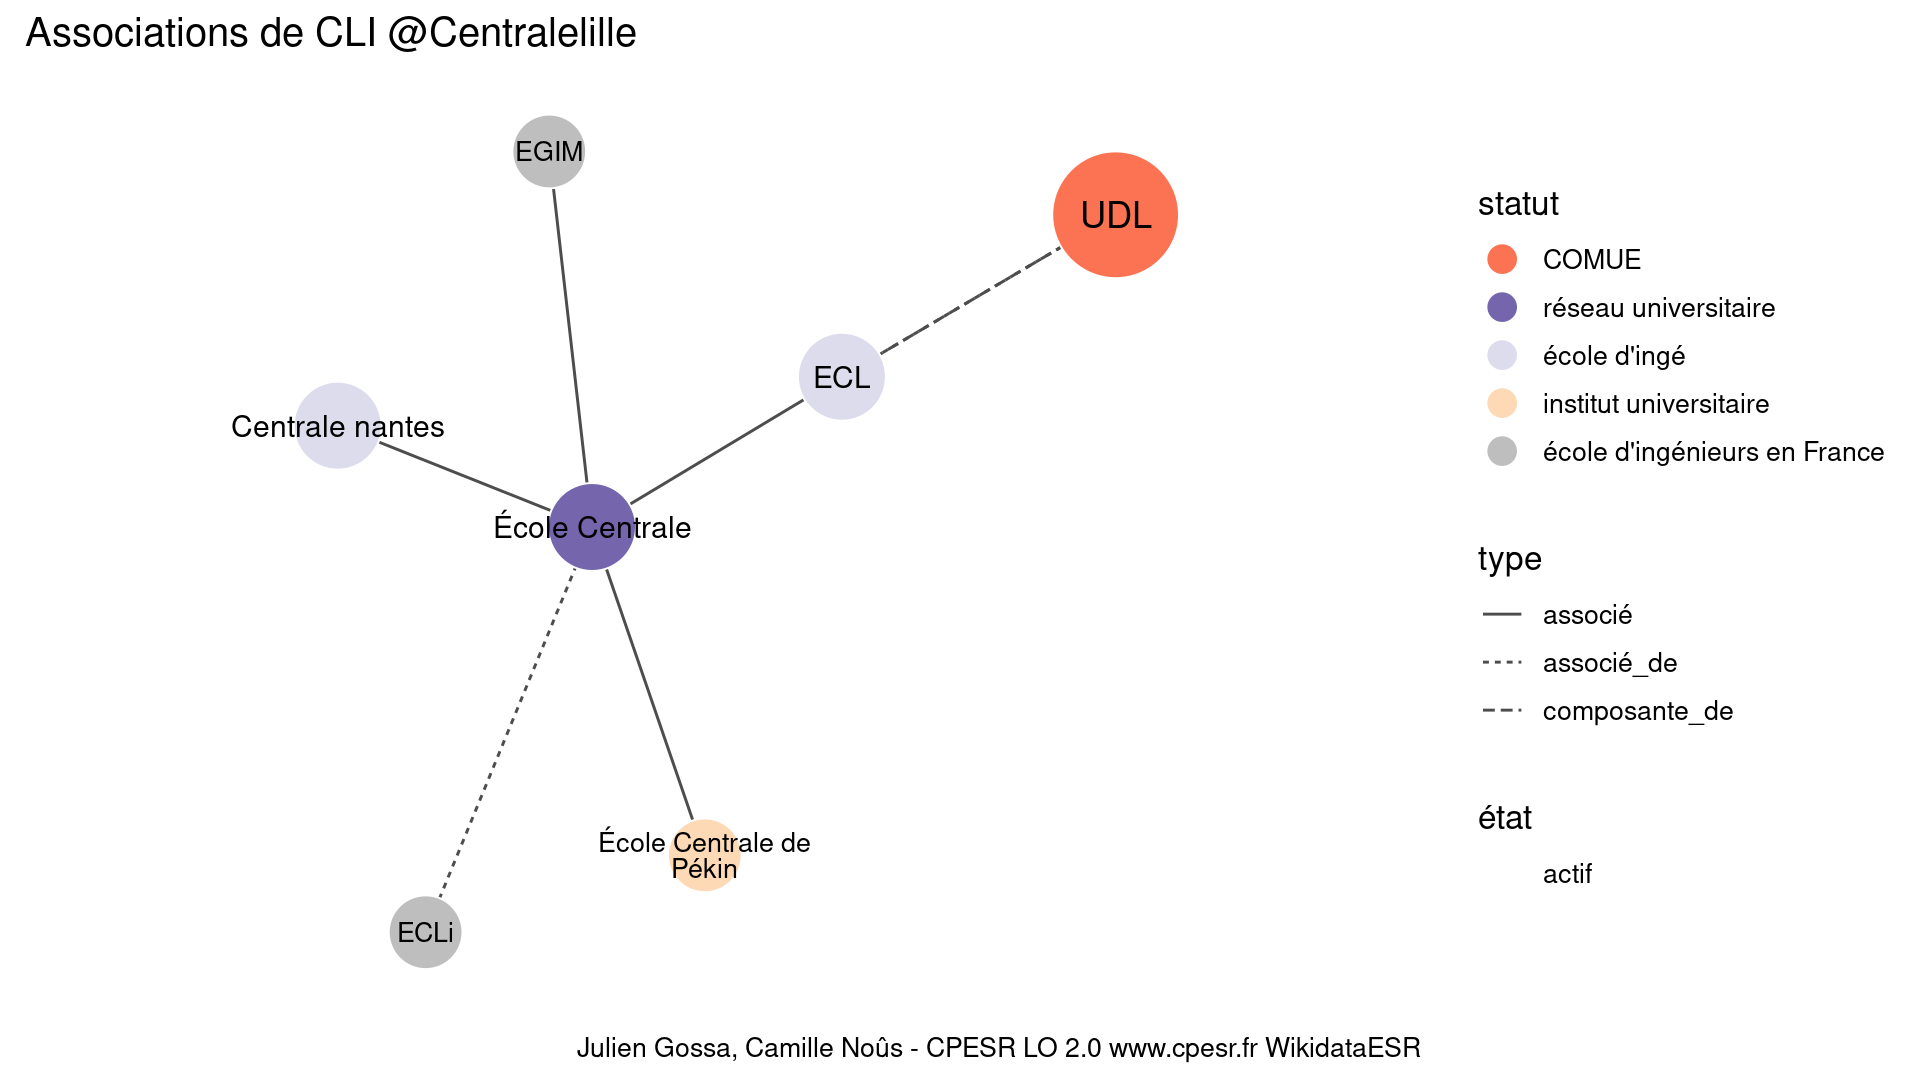 Associations de CLI @Centralelille
EGIM
UDL
ECL
Centrale nantes
École Centrale
École Centrale de
Pékin
ECLi
statut
COMUE
réseau universitaire
école d'ingé
institut universitaire
école d'ingénieurs en France
type
associé
associé_de
composante_de
état
actif
Julien Gossa, Camille Noûs - CPESR LO 2.0 www.cpesr.fr WikidataESR